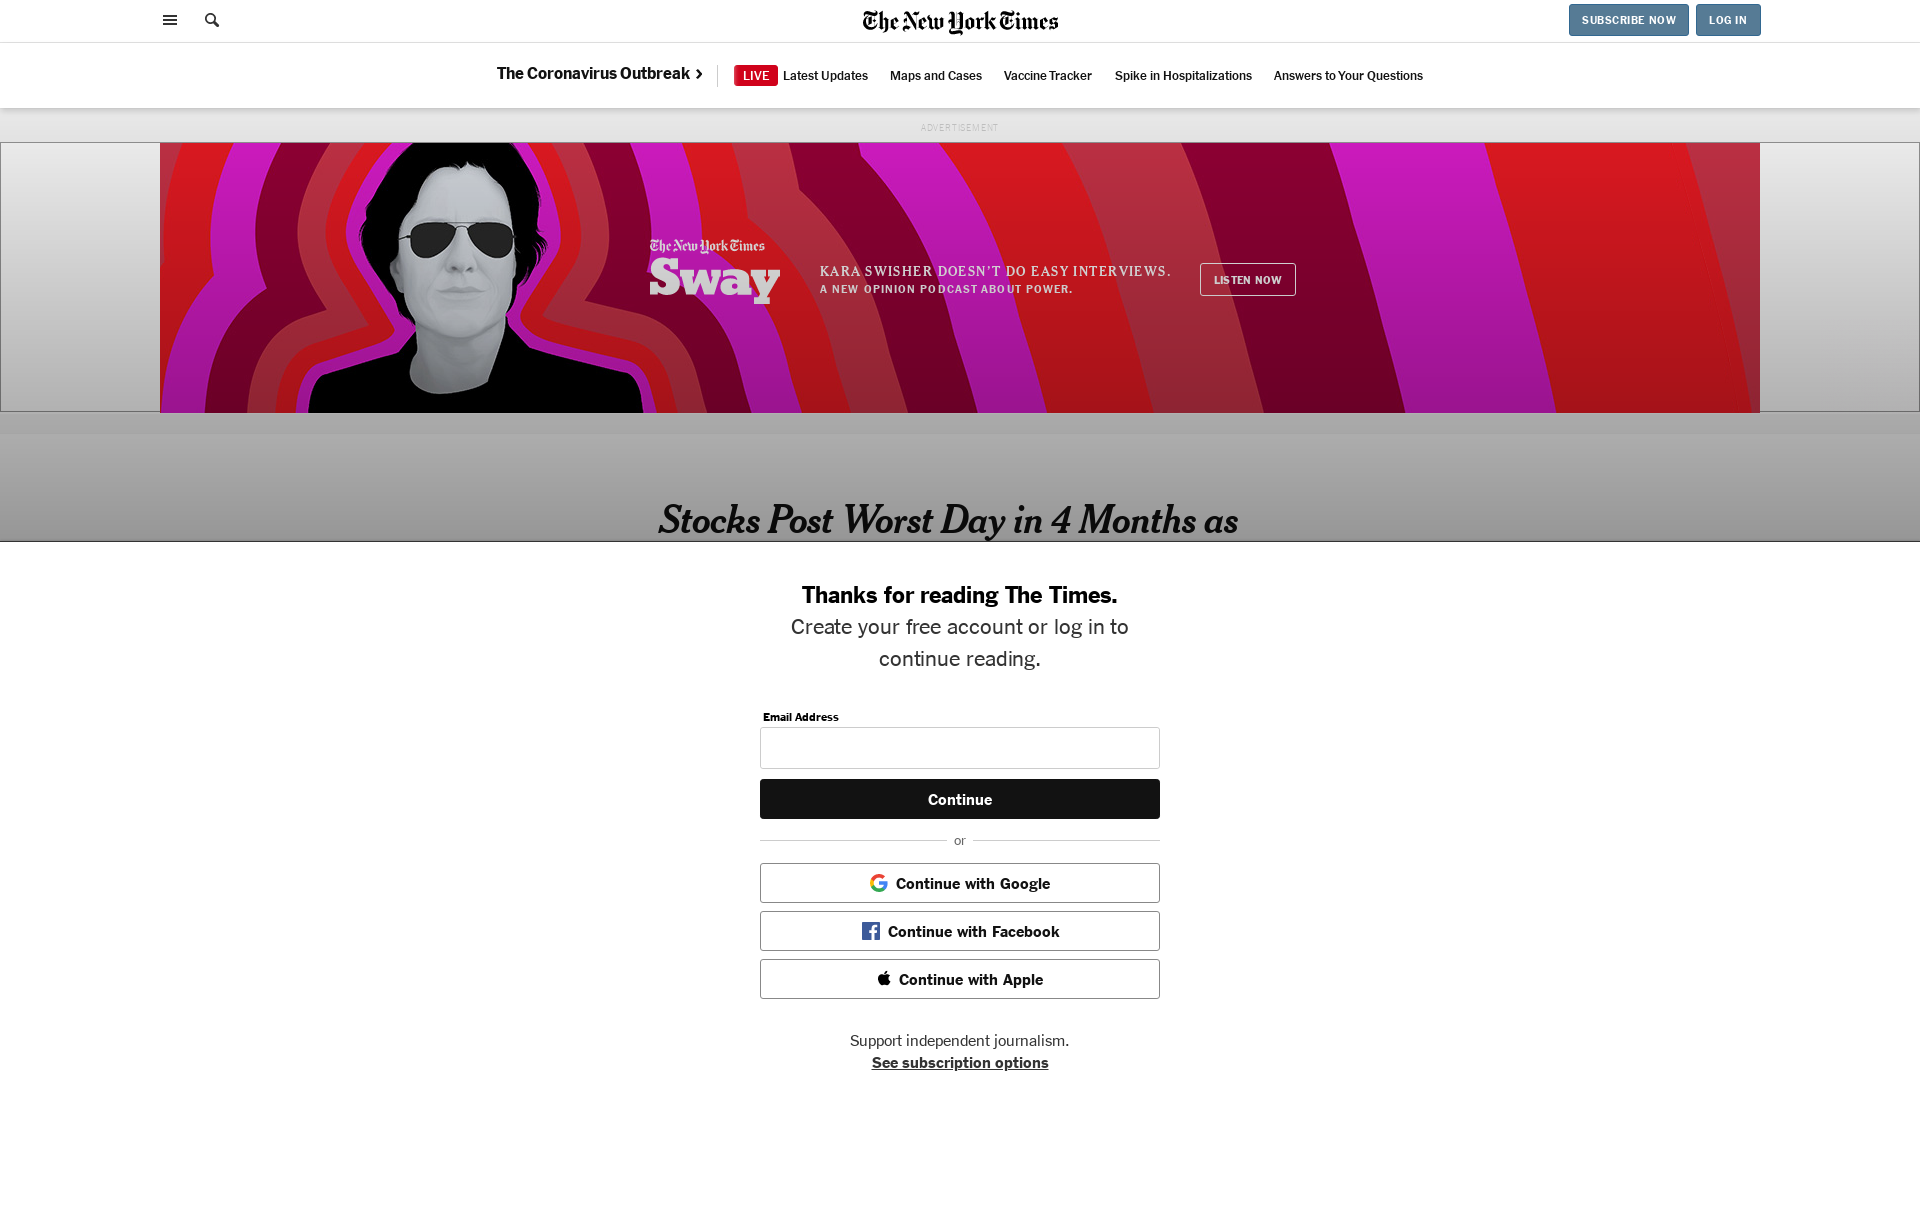 The New York Times
SUBSCRIBE NOW
LOG IN
The Coronavirus Outbreak
LIVE Latest Updates
Maps and Cases
Vaccine Tracker
Spike in Hospitalizations
Answers to Your Questions
ADVERTISEMENT
The New York Times
Sway
KARA SWISHER DOESN'T DO EASY INTERVIEWS.
A NEW OPINION PODCAST ABOUT POWER.
LISTEN NOW
Stocks Post Worst Day in 4 Months as
Thanks for reading The Times.
Create your free account or log in to
continue reading.
Email Address
Continue
or
Continue with Google
Continue with Facebook
Continue with Apple
Support independent journalism.
See subscription options